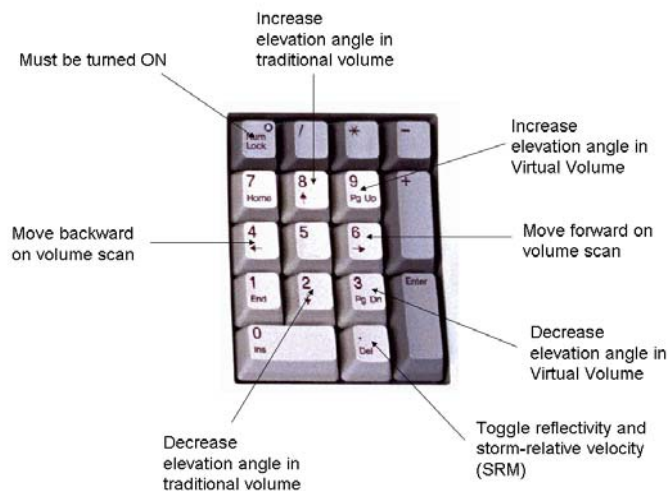 Increase
elevation angle in
traditional volume
Must be turned ON
Increase
elevation angle in
Virtual Volume
Move backward
on volume scan
Move forward on
volume scan
Decrease
elevation angle in
Virtual Volume
Toggle reflectivity and
storm-relative velocity
(SRM)
Decrease
elevation angle in
traditional volume
Num
Lock
/
*
-
7
Home
8
9
Pg Up
+
4
5
6
1
End
2
3
Pg Dn
Enter
0
Ins
.
Del